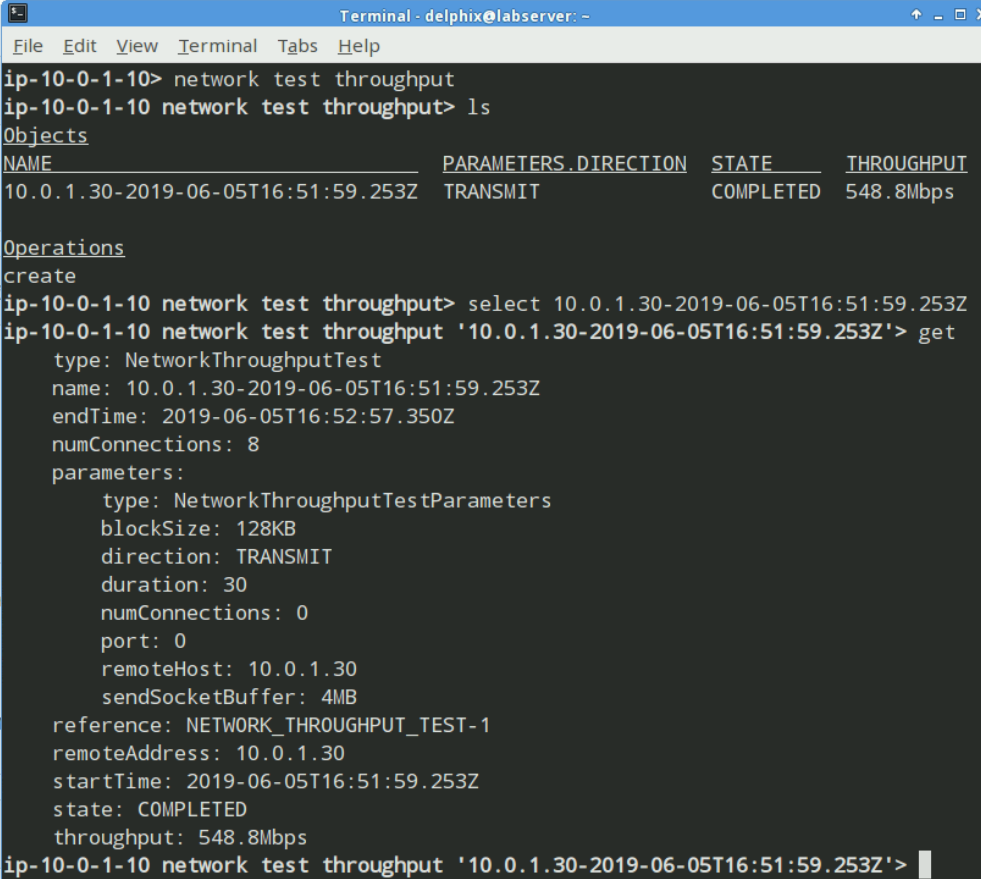 Terminal - delphix@labserver: ~
File Edit View Terminal Tabs Help
ip-10-0-1-10> network test throughput
ip-10-0-1-10 network test throughput> ls
Objects
NAME PARAMETERS.DIRECTION STATE THROUGHPUT
10.0.1.30-2019-06-05T16:51:59.253Z TRANSMIT COMPLETED 548.8Mbps
Operations
create
ip-10-0-1-10 network test throughput> select 10.0.1.30-2019-06-05T16:51:59.253Z
ip-10-0-1-10 network test throughput '10.0.1.30-2019-06-05T16:51:59.253Z'> get
type: NetworkThroughputTest
name: 10.0.1.30-2019-06-05T16:51:59.253Z
endTime: 2019-06-05T16:52:57.350Z
numConnections: 8
parameters:
type: NetworkThroughputTestParameters
blockSize: 128KB
direction: TRANSMIT
duration: 30
numConnections: 0
port: 0
remoteHost: 10.0.1.30
sendSocketBuffer: 4MB
reference: NETWORK_THROUGHPUT_TEST-1
remoteAddress: 10.0.1.30
startTime: 2019-06-05T16:51:59.253Z
state: COMPLETED
throughput: 548.8Mbps
ip-10-0-1-10 network test throughput '10.0.1.30-2019-06-05T16:51:59.253Z'>